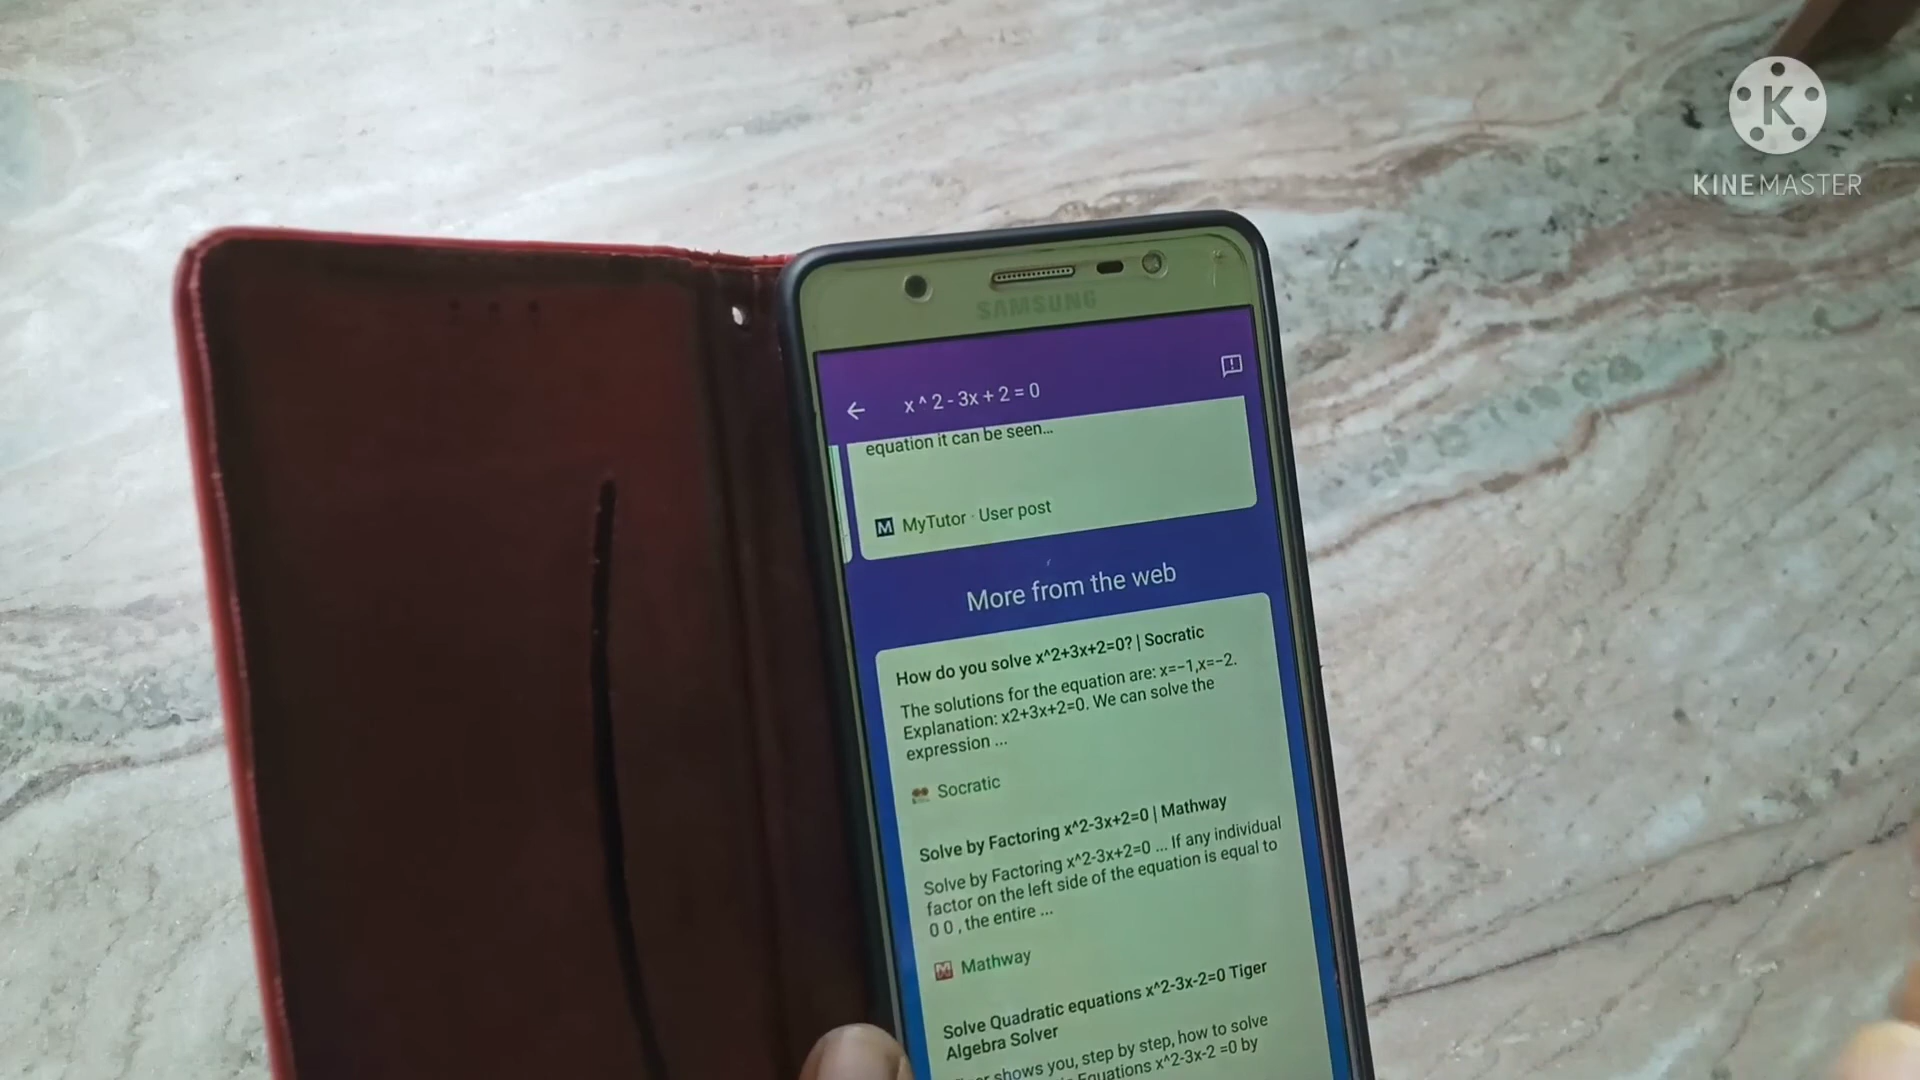 K
KINEMASTER
SAMSUNG
x ^ 2 - 3x + 2 = 0
equation it can be seen...
M MyTutor · User post
More from the web
How do you solve x^2+3x+2=0? | Socratic
The solutions for the equation are: x=−1,x=−2.
Explanation: x2+3x+2=0. We can solve the
expression ...
Socratic
Solve by Factoring x^2-3x+2=0 | Mathway
Solve by Factoring x^2-3x+2=0 ... If any individual
factor on the left side of the equation is equal to
0 0 , the entire ...
M Mathway
Solve Quadratic equations x^2-3x-2=0 Tiger
Algebra Solver
shows you, step by step, how to solve
Equations x^2-3x-2 =0 by